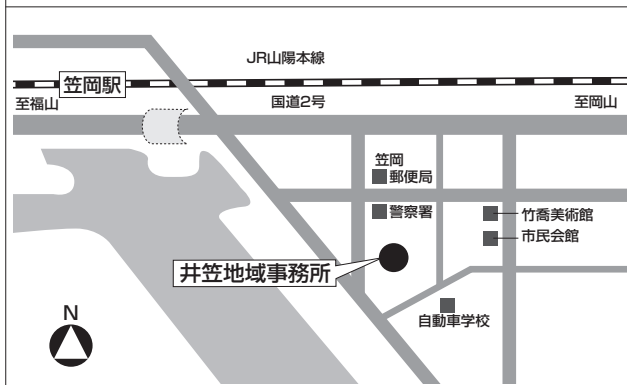 JR山陽本線
笠岡駅
至福山
国道2号
至岡山
笠岡
郵便局
警察署
竹喬美術館
市民会館
井笠地域事務所
自動車学校
N